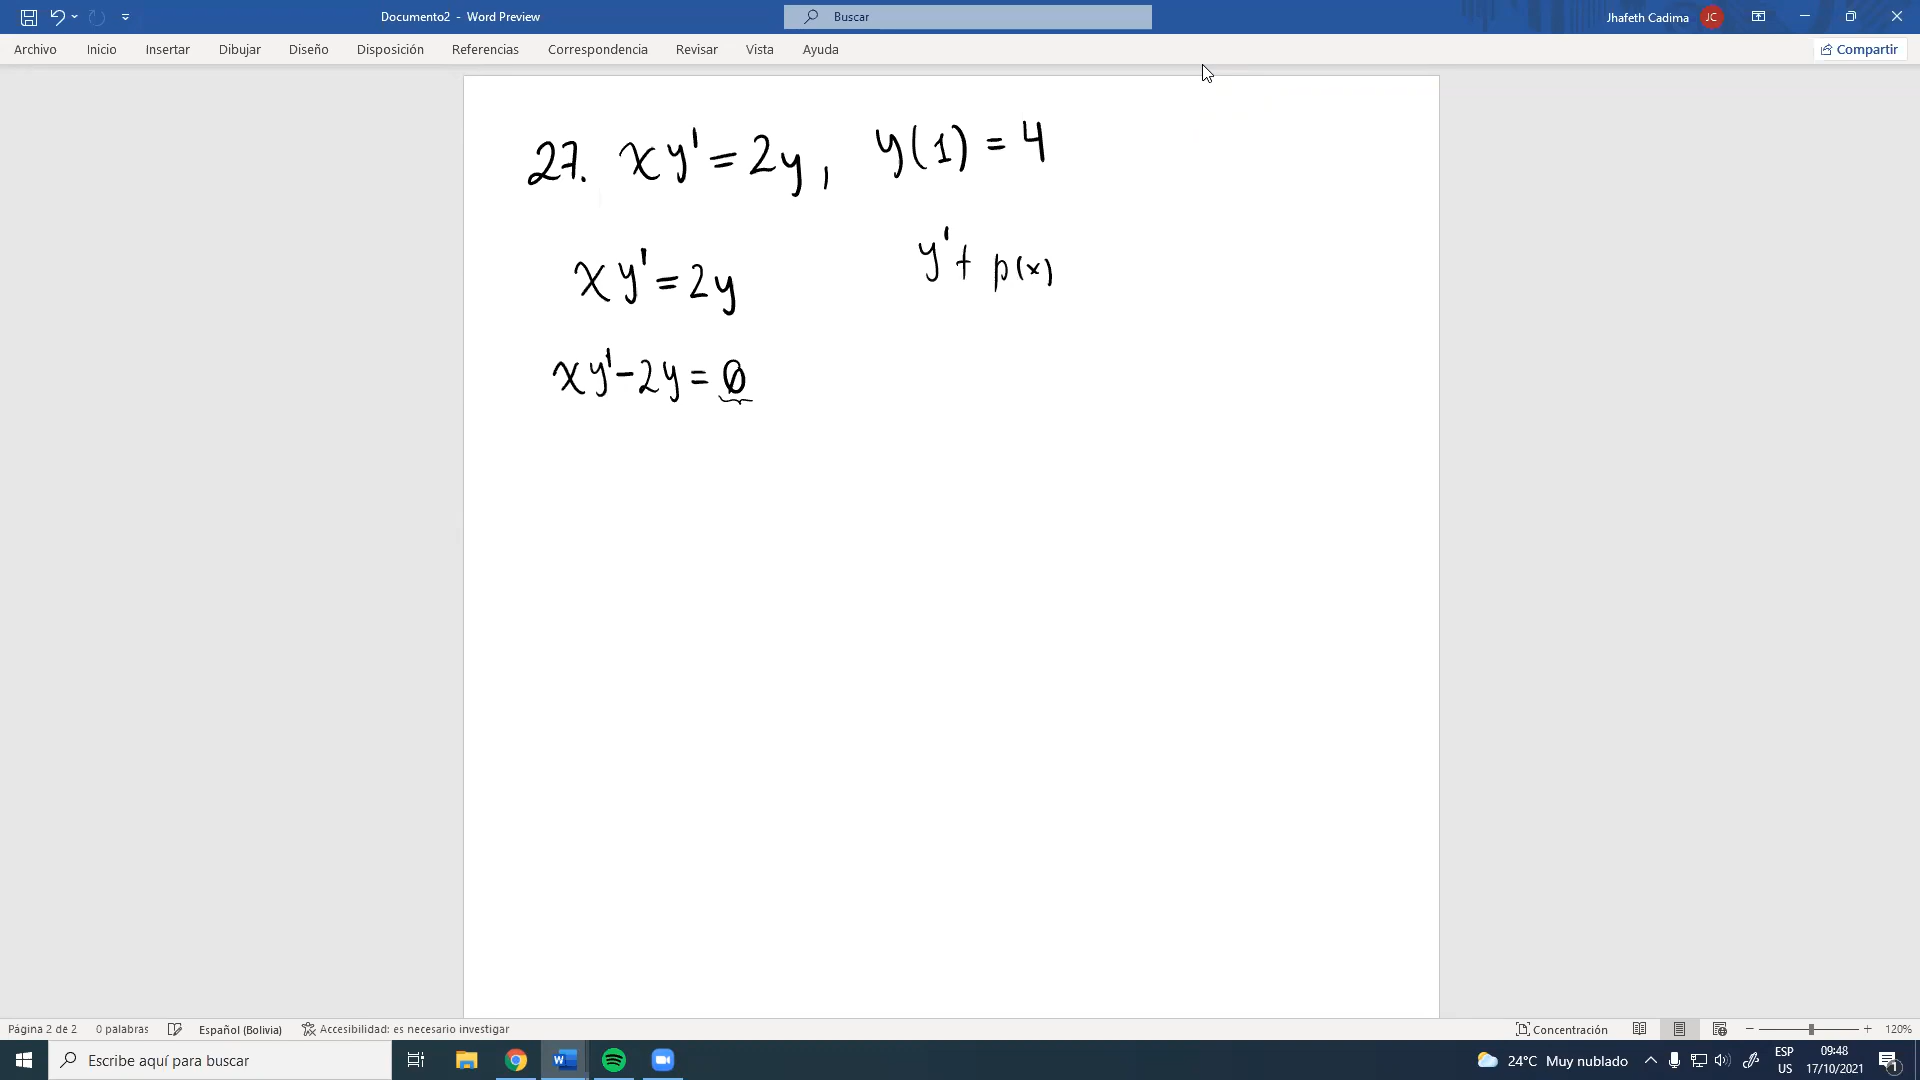 Documento2 - Word Preview
Buscar
Jhafeth Cadima
JC
Archivo Inicio Insertar Dibujar Diseño Disposición Referencias Correspondencia Revisar Vista Ayuda
Compartir
27. xy' = 2y, y(1) = 4
xy' = 2y
y' + p(x)
xy' - 2y = 0
Página 2 de 2 0 palabras Español (Bolivia) Accesibilidad: es necesario investigar
Concentración
120%
Escribe aquí para buscar
24°C Muy nublado
ESP
US
09:48
17/10/2021
1